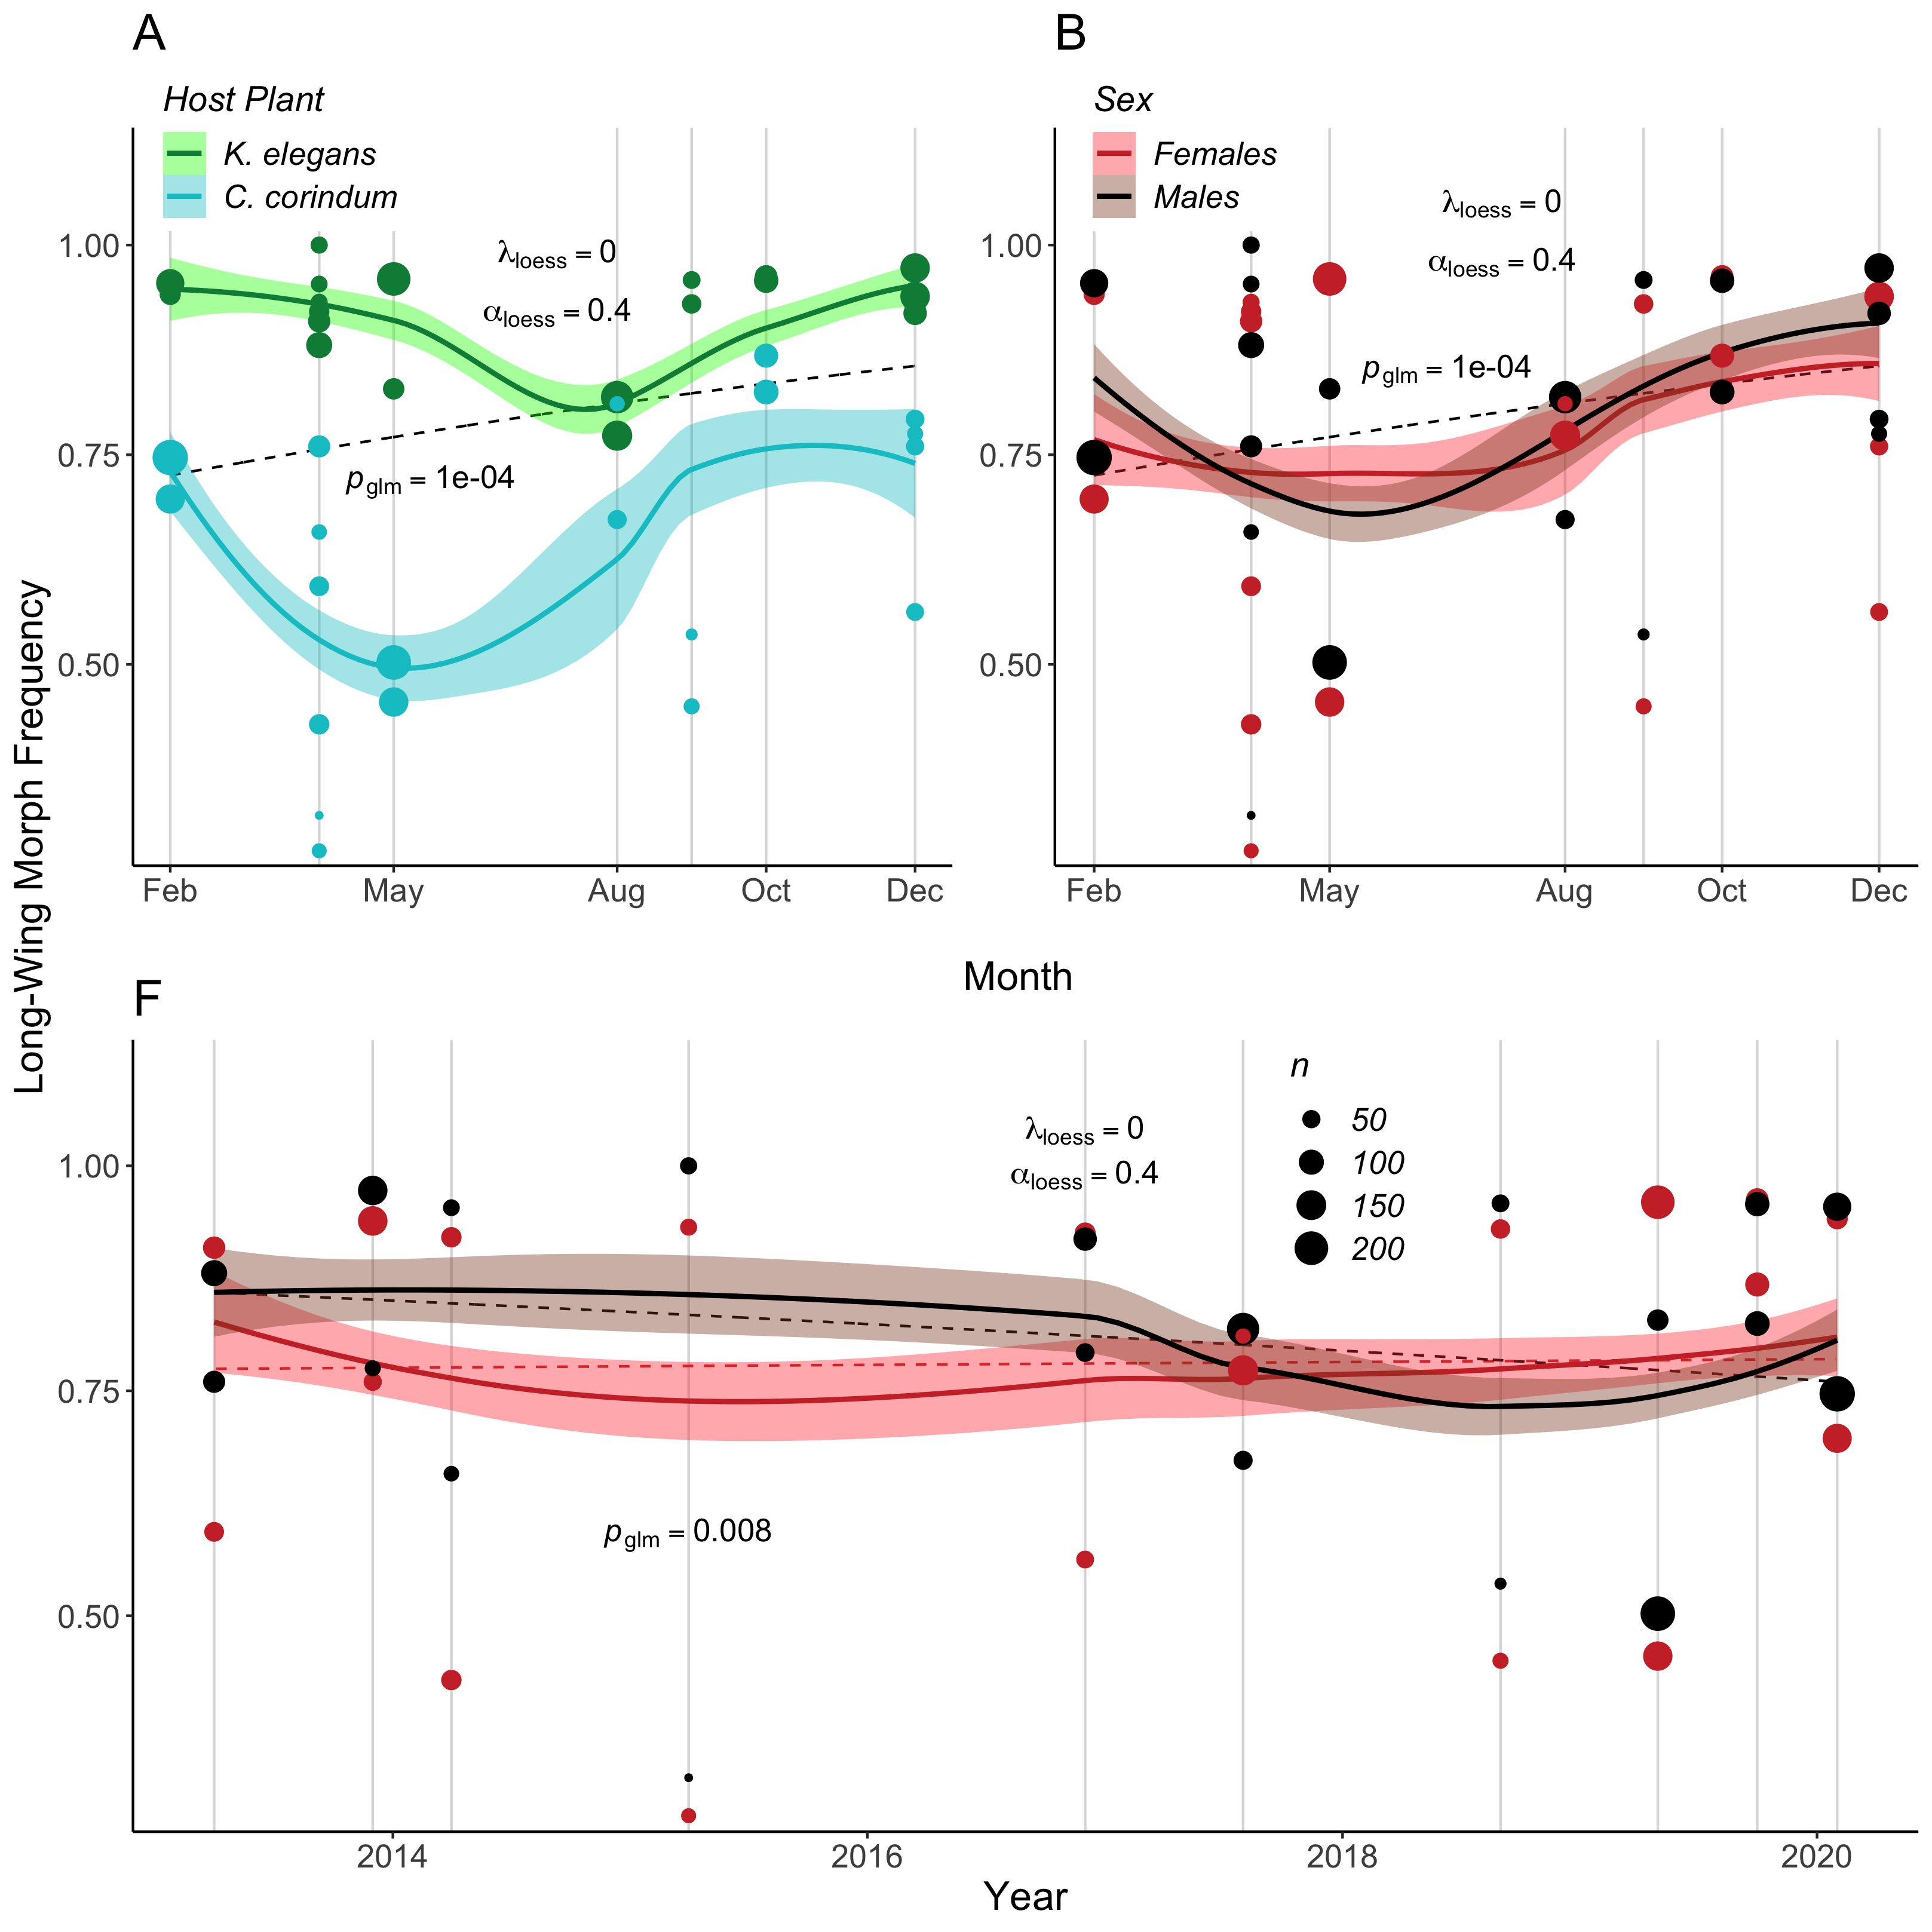 A
Host Plant
K. elegans
C. corindum
λloess = 0
αloess = 0.4
pglm = 1e-04
1.00
0.75
0.50
Feb
May
Aug
Oct
Dec
B
Sex
Females
Males
λloess = 0
αloess = 0.4
pglm = 1e-04
1.00
0.75
0.50
Feb
May
Aug
Oct
Dec
Month
Long-Wing Morph Frequency
F
λloess = 0
αloess = 0.4
n
50
100
150
200
pglm = 0.008
1.00
0.75
0.50
2014
2016
2018
2020
Year